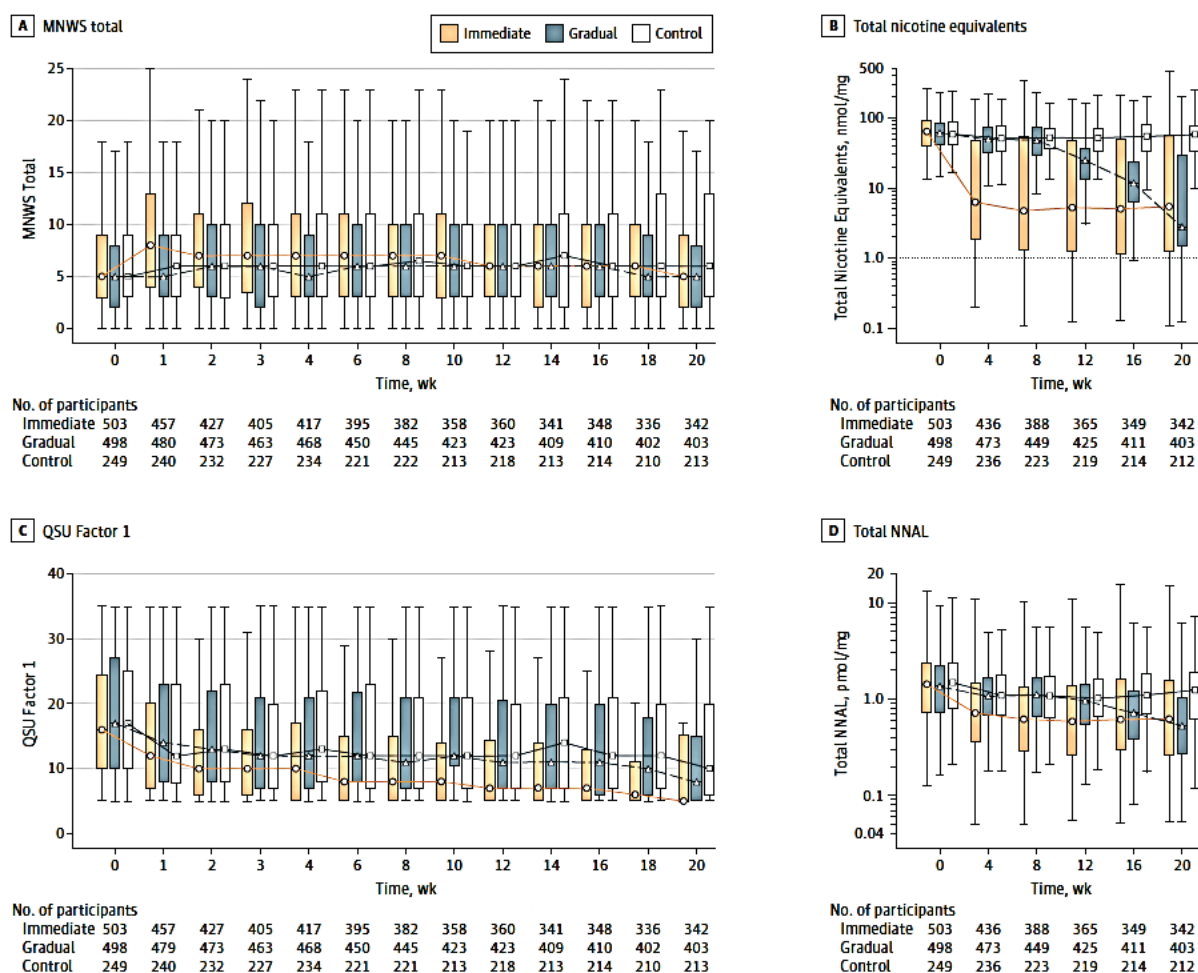 A MNWS total
Immediate Gradual Control
25
20
15
10
5
0
MNWS Total
0 1 2 3 4 6 8 10 12 14 16 18 20
Time, wk
No. of participants
Immediate 503 457 427 405 417 395 382 358 360 341 348 336 342
Gradual 498 480 473 463 468 450 445 423 423 409 410 402 403
Control 249 240 232 227 234 221 222 213 218 213 214 210 213
B Total nicotine equivalents
500
100
10
1.0
0.1
Total Nicotine Equivalents, nmol/mg
0 4 8 12 16 20
Time, wk
No. of participants
Immediate 503 436 388 365 349 342
Gradual 498 473 449 425 411 403
Control 249 236 223 219 214 212
C QSU Factor 1
40
30
20
10
0
QSU Factor 1
0 1 2 3 4 6 8 10 12 14 16 18 20
Time, wk
No. of participants
Immediate 503 457 427 405 417 395 382 358 360 341 348 336 342
Gradual 498 479 473 463 468 450 445 423 423 409 410 402 403
Control 249 240 232 227 234 221 221 213 218 213 214 210 213
D Total NNAL
20
10
1.0
0.1
0.04
Total NNAL, pmol/mg
0 4 8 12 16 20
Time, wk
No. of participants
Immediate 503 436 388 365 349 342
Gradual 498 473 449 425 411 403
Control 249 236 223 219 214 212